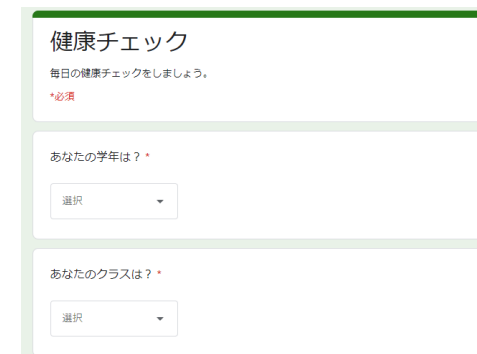 健康チェック
毎日の健康チェックをしましょう。
*必須
あなたの学年は？ *
選択
あなたのクラスは？ *
選択